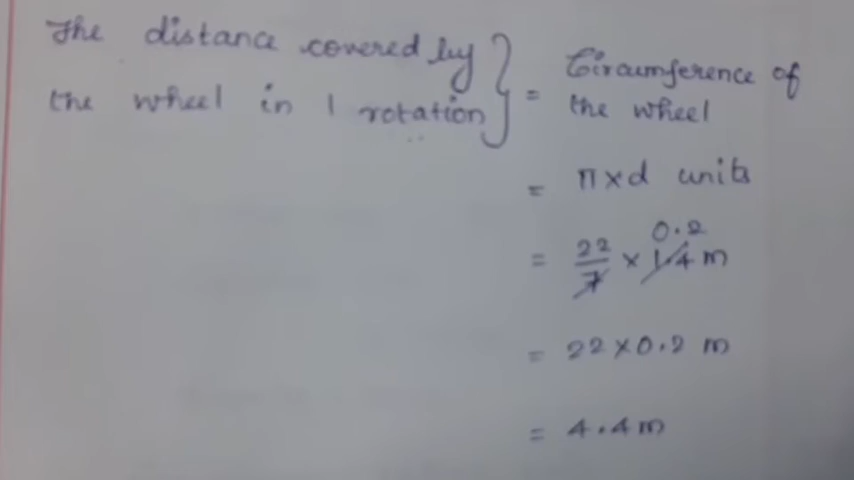 The distance covered by
the wheel in 1 rotation } = Circumference of
the wheel
= π×d units
= 22/7 × 1.4 m 0.2
= 22×0.2 m
= 4.4m